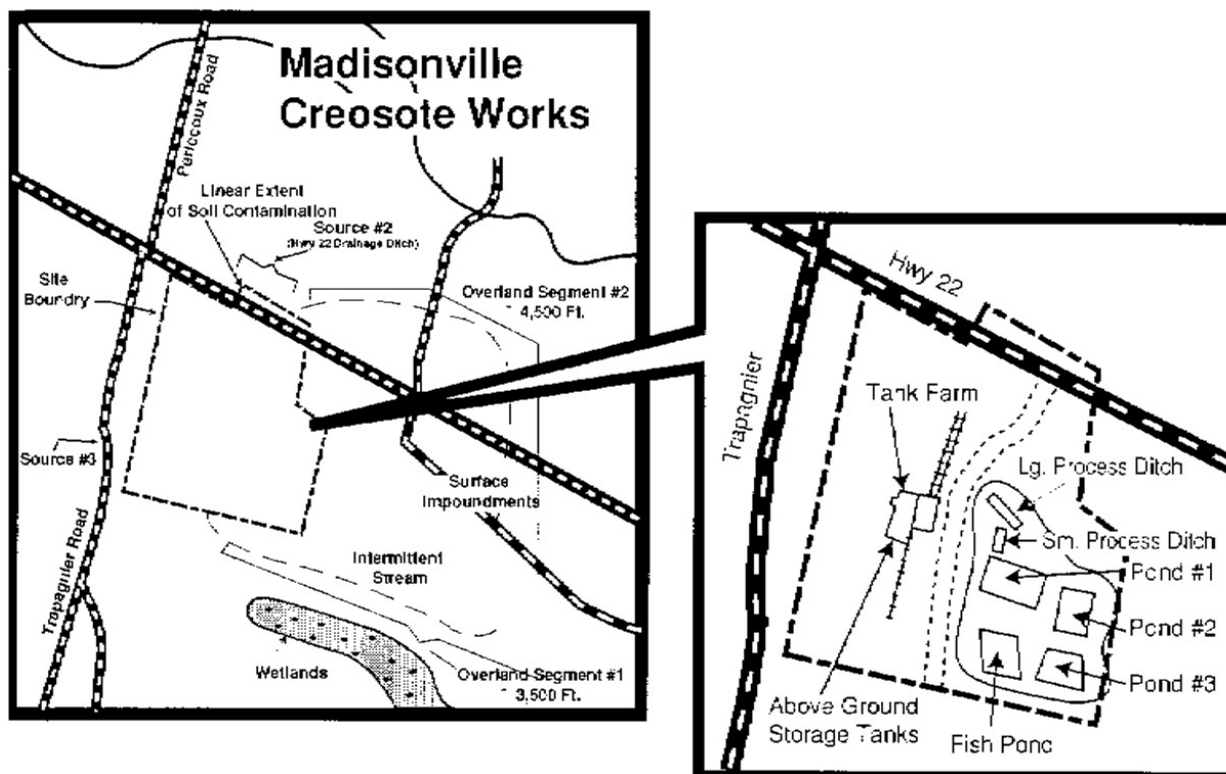 Madisonville
Creosote Works
Pericoux Road
Linear Extent
of Soil Contamination
Source #2
(Hwy 22 Drainage Ditch)
Site
Boundry
Overland Segment #2
4,500 Ft.
Source #3
Surface
Impoundments
Intermittent
Stream
Trapagnier Road
Wetlands
Overland Segment #1
3,500 Ft.
Hwy 22
Trapagnier
Tank Farm
Lg. Process Ditch
Sm. Process Ditch
Pond #1
Pond #2
Pond #3
Above Ground
Storage Tanks
Fish Pond